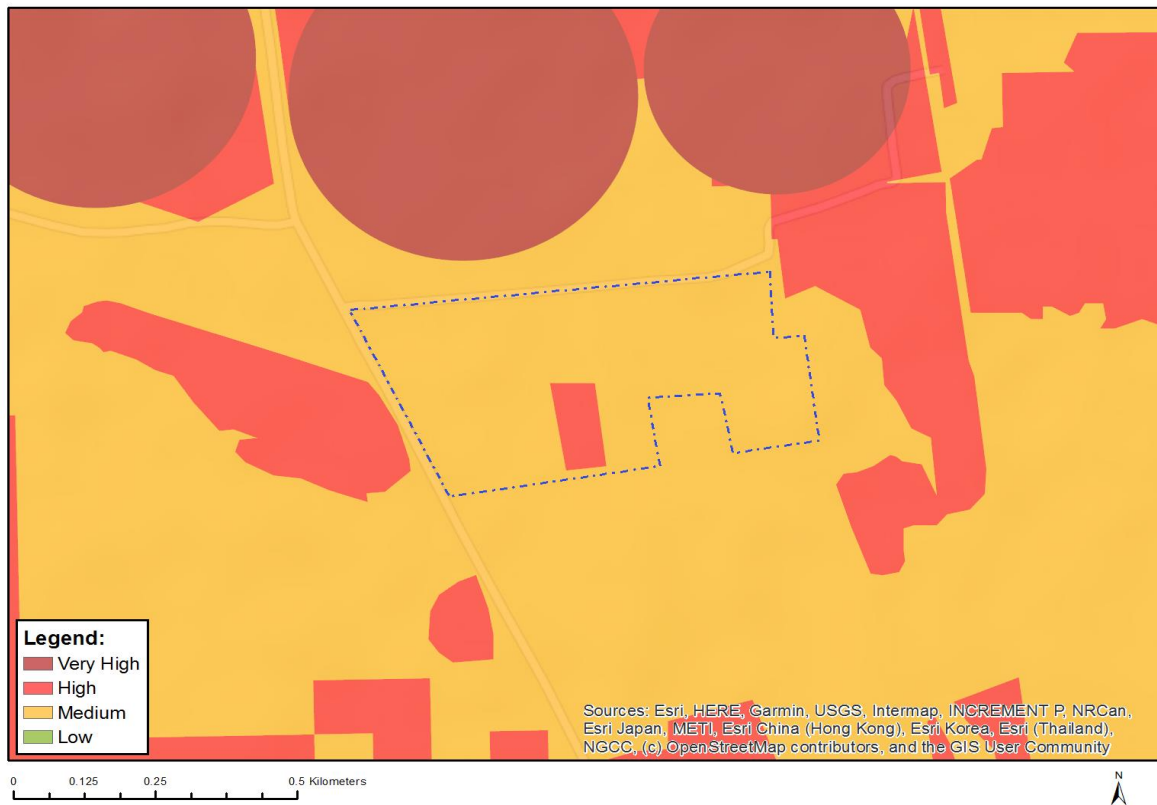 Legend:
Very High
High
Medium
Low
Sources: Esri, HERE, Garmin, USGS, Intermap, INCREMENT P, NRCan,
Esri Japan, METI, Esri China (Hong Kong), Esri Korea, Esri (Thailand),
NGCC, (c) OpenStreetMap contributors, and the GIS User Community
0 0.125 0.25 0.5 Kilometers
N